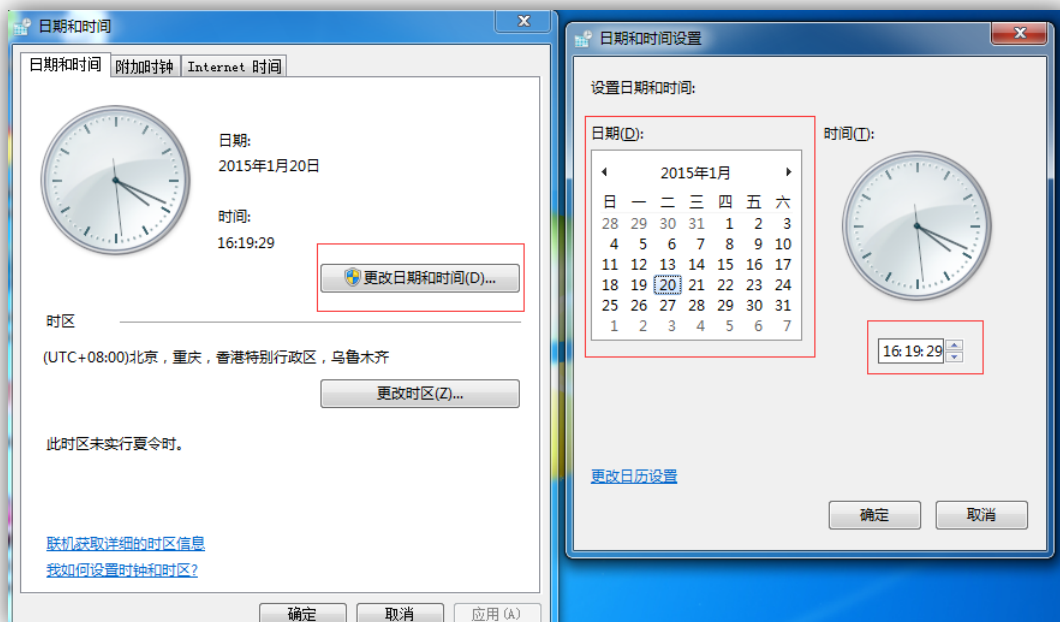 日期和时间
日期和时间 附加时钟 Internet 时间
日期:
2015年1月20日
时间:
16:19:29
更改日期和时间(D)...
时区
(UTC+08:00)北京，重庆，香港特别行政区，乌鲁木齐
更改时区(Z)...
此时区未实行夏令时。
联机获取详细的时区信息
我如何设置时钟和时区?
确定 取消 应用(A)
日期和时间设置
设置日期和时间:
日期(D):
2015年1月
日 一 二 三 四 五 六
28 29 30 31 1 2 3
4 5 6 7 8 9 10
11 12 13 14 15 16 17
18 19 20 21 22 23 24
25 26 27 28 29 30 31
1 2 3 4 5 6 7
时间(T):
16:19:29
更改日历设置
确定 取消